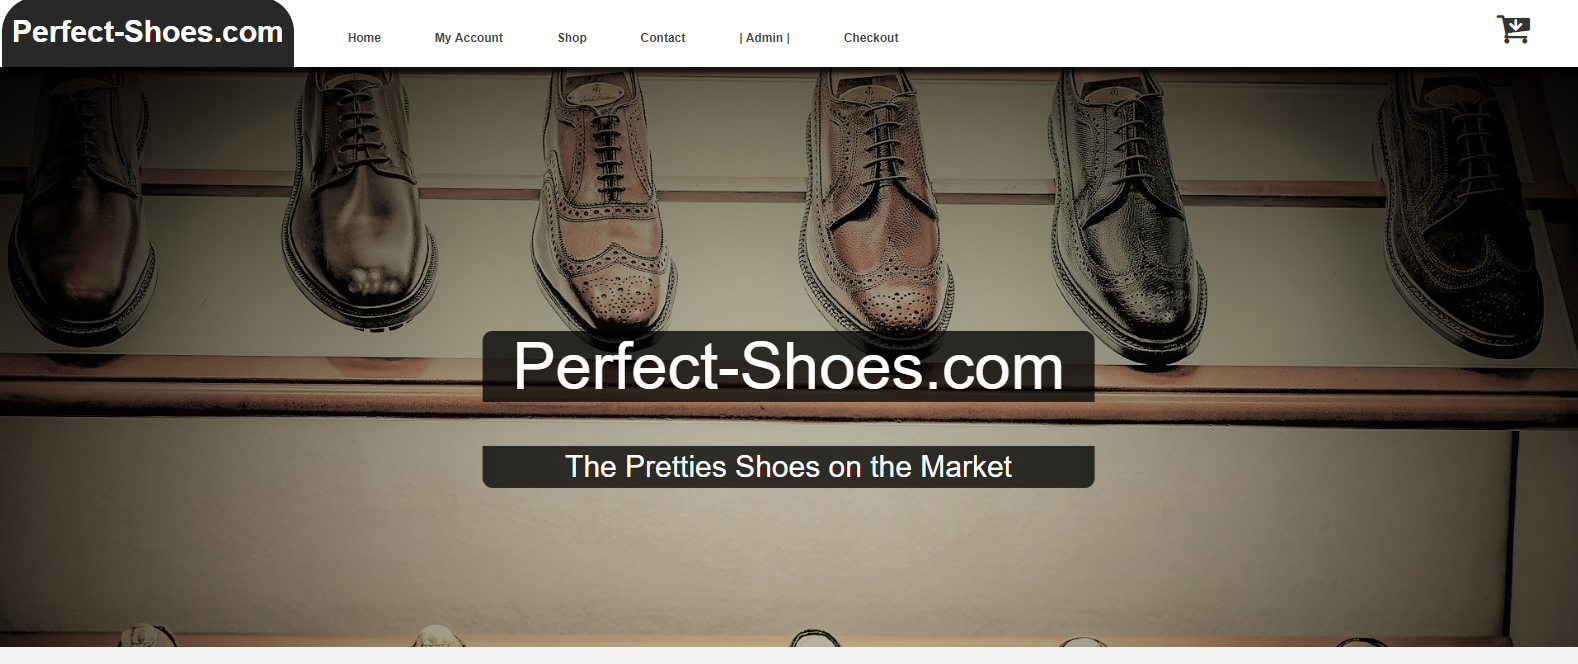 Perfect-Shoes.com
Home My Account Shop Contact | Admin | Checkout
Perfect-Shoes.com
The Pretties Shoes on the Market